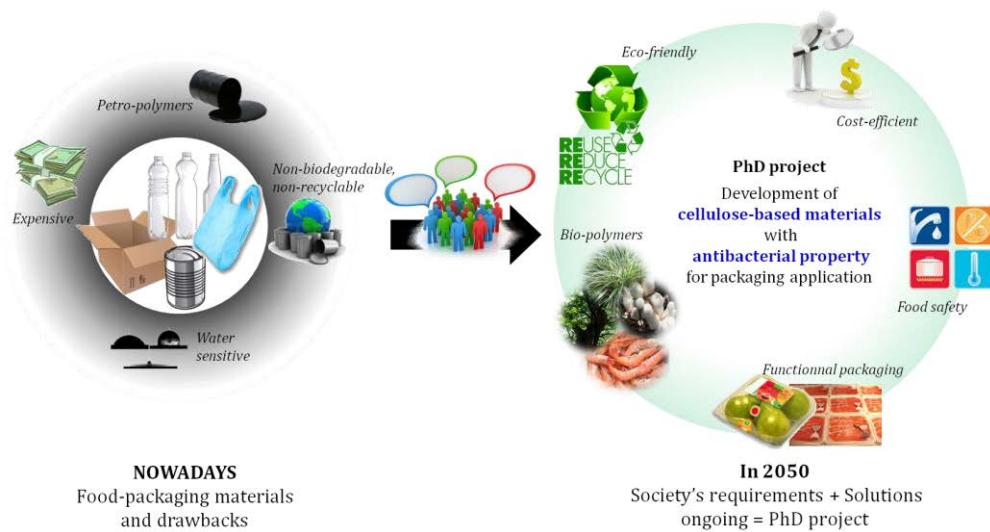 Petro-polymers
Expensive
Non-biodegradable,
non-recyclable
Water
sensitive
NOWADAYS
Food-packaging materials
and drawbacks
Eco-friendly
REUSE
REDUCE
RECYCLE
Cost-efficient
$
PhD project
Development of
cellulose-based materials
with
antibacterial property
for packaging application
Bio-polymers
Food safety
Functionnal packaging
In 2050
Society's requirements + Solutions
ongoing = PhD project